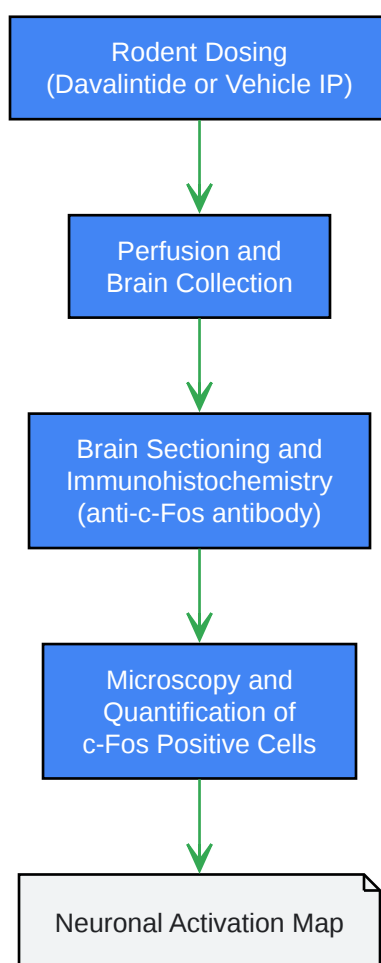 Rodent Dosing
(Davalintide or Vehicle IP)
Perfusion and
Brain Collection
Brain Sectioning and
Immunohistochemistry
(anti-c-Fos antibody)
Microscopy and
Quantification of
c-Fos Positive Cells
Neuronal Activation Map